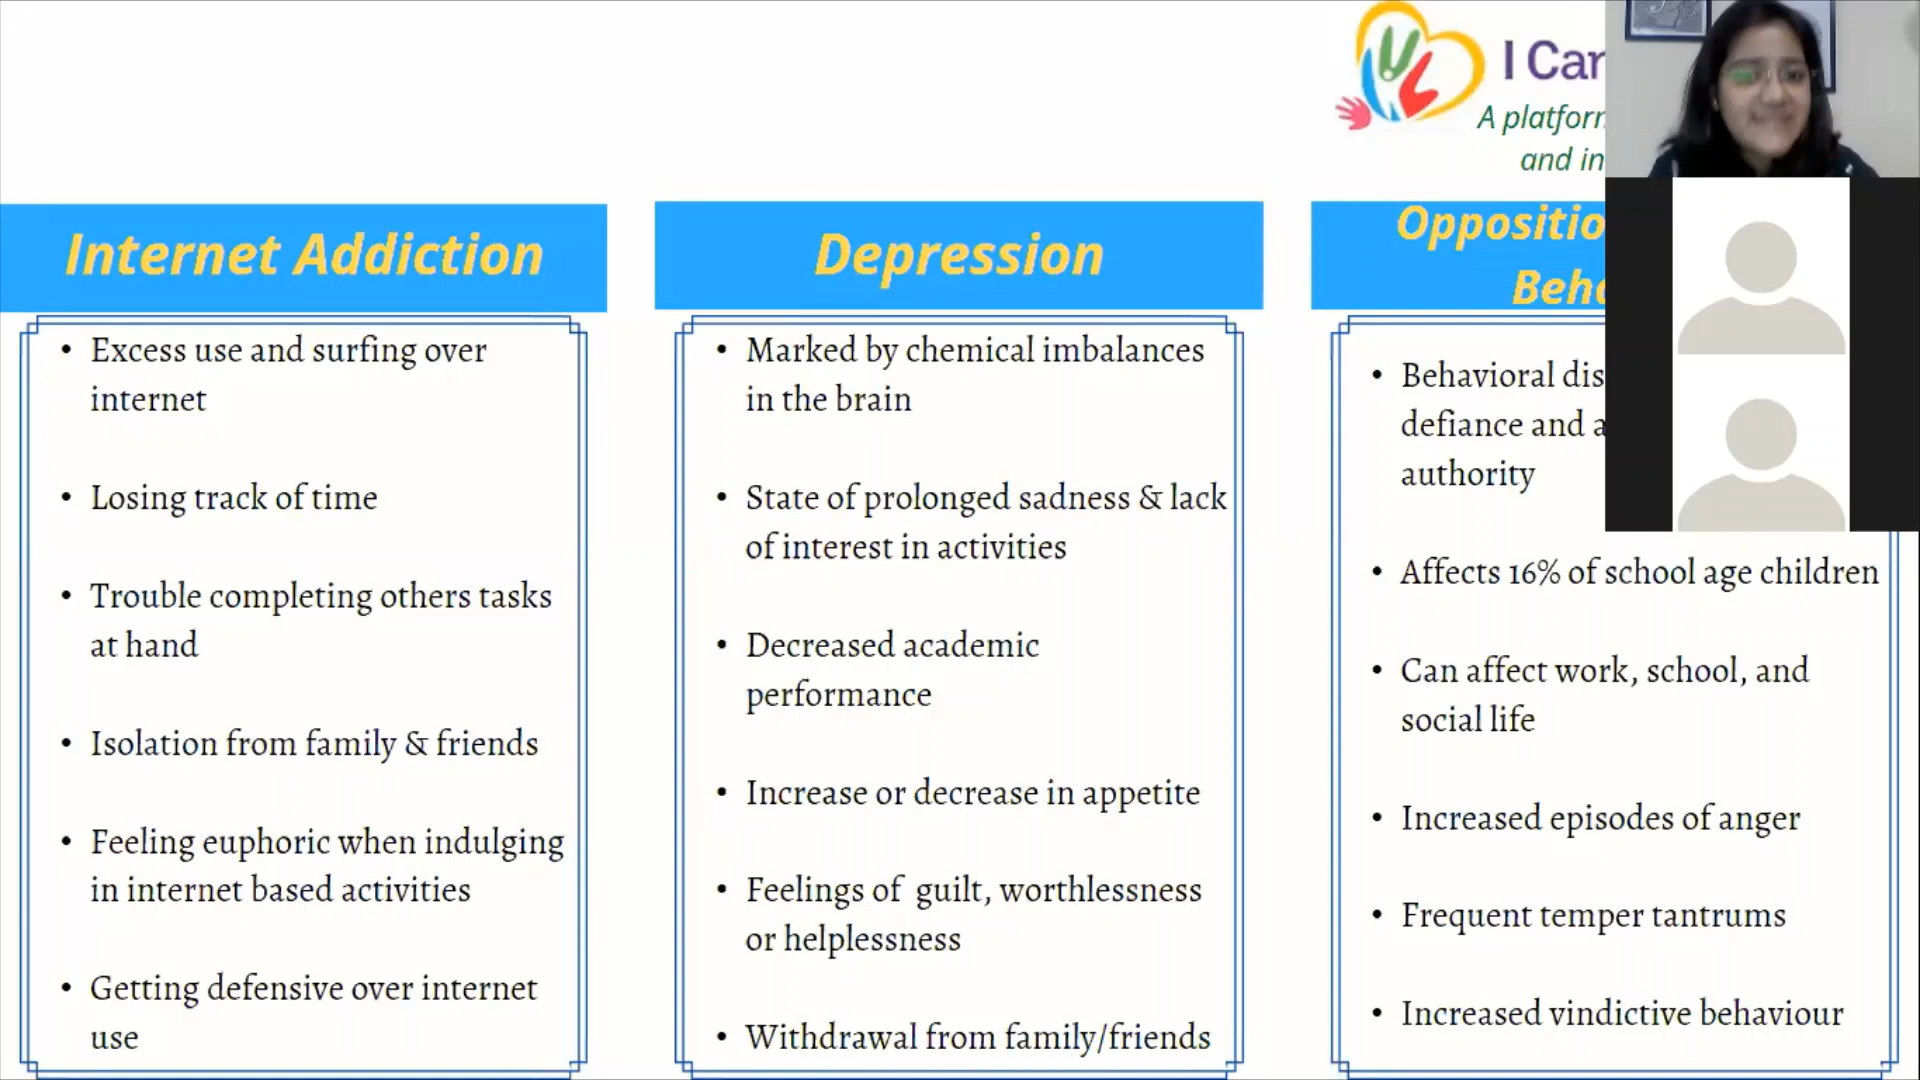 I Car
A platform
and in
Internet Addiction
• Excess use and surfing over
internet
• Losing track of time
• Trouble completing others tasks
at hand
• Isolation from family & friends
• Feeling euphoric when indulging
in internet based activities
• Getting defensive over internet
use
Depression
• Marked by chemical imbalances
in the brain
• State of prolonged sadness & lack
of interest in activities
• Decreased academic
performance
• Increase or decrease in appetite
• Feelings of guilt, worthlessness
or helplessness
• Withdrawal from family/friends
Oppositio
Beh
• Behavioral dis
defiance and a
authority
• Affects 16% of school age children
• Can affect work, school, and
social life
• Increased episodes of anger
• Frequent temper tantrums
• Increased vindictive behaviour